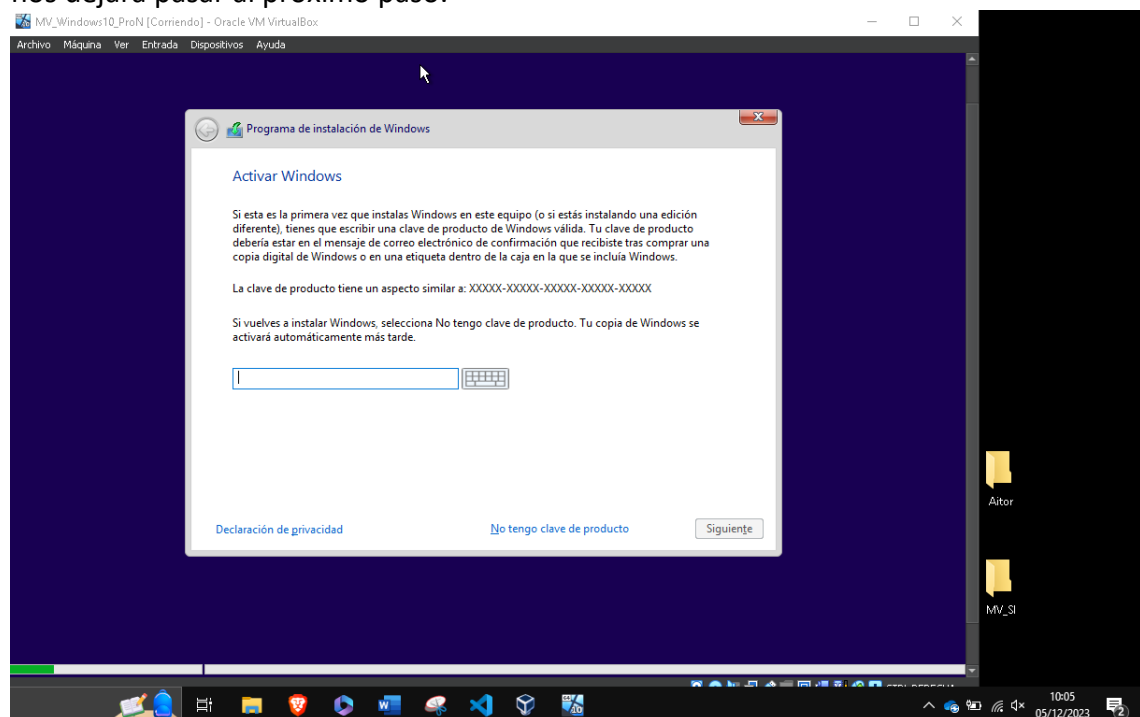 nos dejará pasar al próximo paso.
MV_Windows10_ProN [Corriendo] - Oracle VM VirtualBox
Archivo Máquina Ver Entrada Dispositivos Ayuda
Programa de instalación de Windows
Activar Windows
Si esta es la primera vez que instalas Windows en este equipo (o si estás instalando una edición
diferente), tienes que escribir una clave de producto de Windows válida. Tu clave de producto
debería estar en el mensaje de correo electrónico de confirmación que recibiste tras comprar una
copia digital de Windows o en una etiqueta dentro de la caja en la que se incluía Windows.
La clave de producto tiene un aspecto similar a: XXXXX-XXXXX-XXXXX-XXXXX-XXXXX
Si vuelves a instalar Windows, selecciona No tengo clave de producto. Tu copia de Windows se
activará automáticamente más tarde.
Declaración de privacidad
No tengo clave de producto
Siguiente
Aitor
MV_SI
10:05
05/12/2023